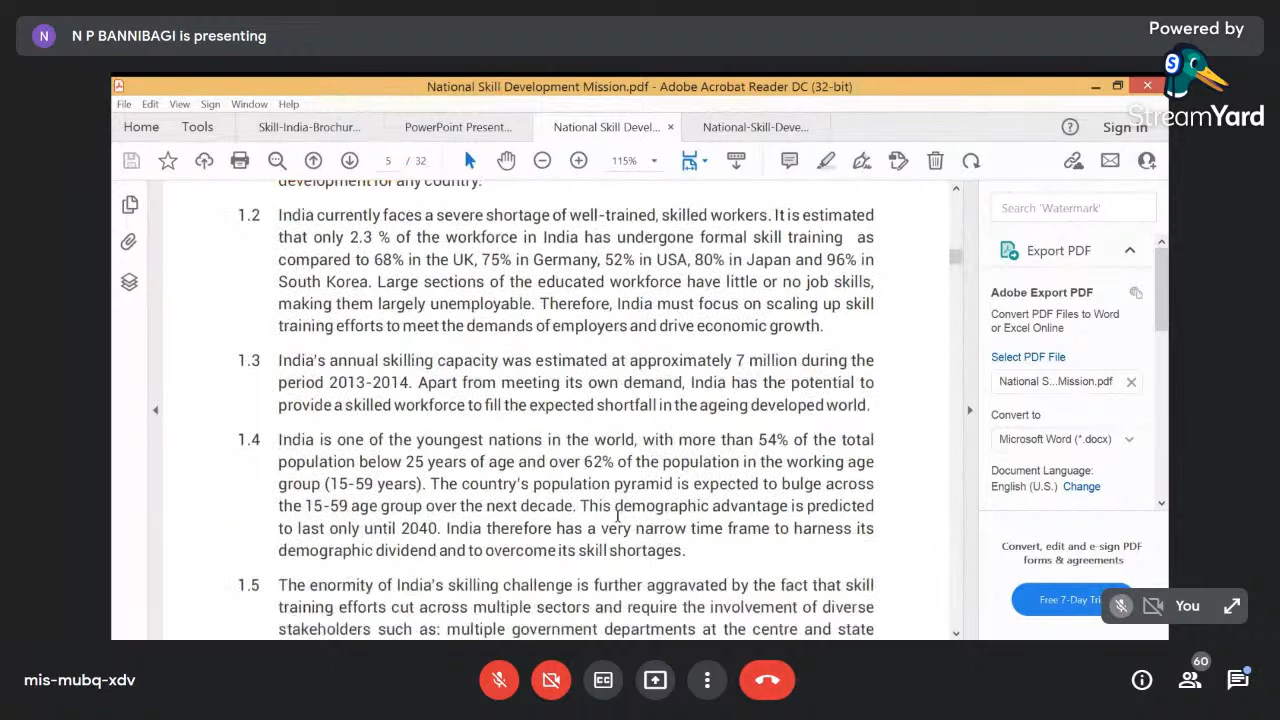 N
N P BANNIBAGI is presenting
Powered by
S
StreamYard
National Skill Development Mission.pdf - Adobe Acrobat Reader DC (32-bit)
File Edit View Sign Window Help
Home Tools Skill-India-Brochur... PowerPoint Present... National Skill Devel... × National-Skill-Deve... ? Sign In
5 / 32 115%
development for any country.
1.2 India currently faces a severe shortage of well-trained, skilled workers. It is estimated
that only 2.3 % of the workforce in India has undergone formal skill training as
compared to 68% in the UK, 75% in Germany, 52% in USA, 80% in Japan and 96% in
South Korea. Large sections of the educated workforce have little or no job skills,
making them largely unemployable. Therefore, India must focus on scaling up skill
training efforts to meet the demands of employers and drive economic growth.
1.3 India's annual skilling capacity was estimated at approximately 7 million during the
period 2013-2014. Apart from meeting its own demand, India has the potential to
provide a skilled workforce to fill the expected shortfall in the ageing developed world.
1.4 India is one of the youngest nations in the world, with more than 54% of the total
population below 25 years of age and over 62% of the population in the working age
group (15-59 years). The country's population pyramid is expected to bulge across
the 15-59 age group over the next decade. This demographic advantage is predicted
to last only until 2040. India therefore has a very narrow time frame to harness its
demographic dividend and to overcome its skill shortages.
1.5 The enormity of India's skilling challenge is further aggravated by the fact that skill
training efforts cut across multiple sectors and require the involvement of diverse
stakeholders such as: multiple government departments at the centre and state
Search 'Watermark'
Export PDF
Adobe Export PDF
Convert PDF Files to Word
or Excel Online
Select PDF File
National S...Mission.pdf
Convert to
Microsoft Word (*.docx)
Document Language:
English (U.S.) Change
Convert, edit and e-sign PDF
forms & agreements
Free 7-Day
You
mis-mubq-xdv
CC
60